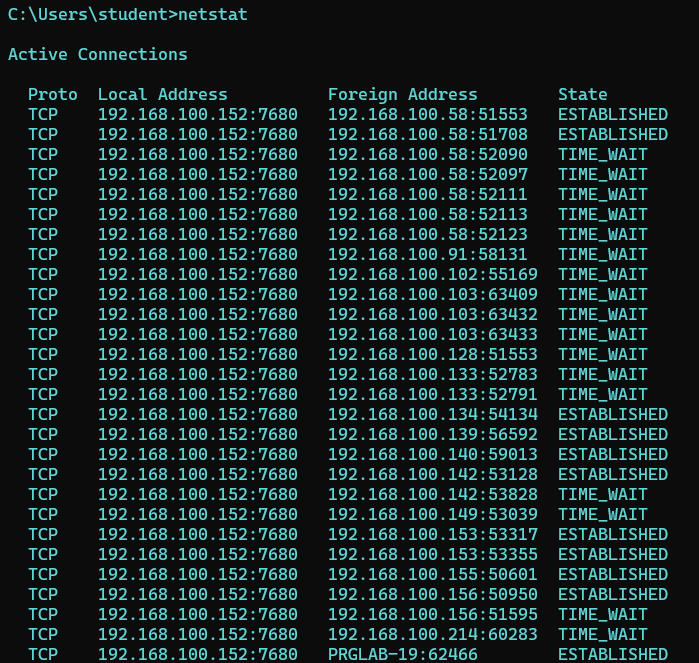 C:\Users\student>netstat
Active Connections
Proto  Local Address          Foreign Address        State
TCP    192.168.100.152:7680   192.168.100.58:51553   ESTABLISHED
TCP    192.168.100.152:7680   192.168.100.58:51708   ESTABLISHED
TCP    192.168.100.152:7680   192.168.100.58:52090   TIME_WAIT
TCP    192.168.100.152:7680   192.168.100.58:52097   TIME_WAIT
TCP    192.168.100.152:7680   192.168.100.58:52111   TIME_WAIT
TCP    192.168.100.152:7680   192.168.100.58:52113   TIME_WAIT
TCP    192.168.100.152:7680   192.168.100.58:52123   TIME_WAIT
TCP    192.168.100.152:7680   192.168.100.91:58131   TIME_WAIT
TCP    192.168.100.152:7680   192.168.100.102:55169  TIME_WAIT
TCP    192.168.100.152:7680   192.168.100.103:63409  TIME_WAIT
TCP    192.168.100.152:7680   192.168.100.103:63432  TIME_WAIT
TCP    192.168.100.152:7680   192.168.100.103:63433  TIME_WAIT
TCP    192.168.100.152:7680   192.168.100.128:51553  TIME_WAIT
TCP    192.168.100.152:7680   192.168.100.133:52783  TIME_WAIT
TCP    192.168.100.152:7680   192.168.100.133:52791  TIME_WAIT
TCP    192.168.100.152:7680   192.168.100.134:54134  ESTABLISHED
TCP    192.168.100.152:7680   192.168.100.139:56592  ESTABLISHED
TCP    192.168.100.152:7680   192.168.100.140:59013  ESTABLISHED
TCP    192.168.100.152:7680   192.168.100.142:53128  ESTABLISHED
TCP    192.168.100.152:7680   192.168.100.142:53828  TIME_WAIT
TCP    192.168.100.152:7680   192.168.100.149:53039  TIME_WAIT
TCP    192.168.100.152:7680   192.168.100.153:53317  ESTABLISHED
TCP    192.168.100.152:7680   192.168.100.153:53355  ESTABLISHED
TCP    192.168.100.152:7680   192.168.100.155:50601  ESTABLISHED
TCP    192.168.100.152:7680   192.168.100.156:50950  ESTABLISHED
TCP    192.168.100.152:7680   192.168.100.156:51595  TIME_WAIT
TCP    192.168.100.152:7680   192.168.100.214:60283  TIME_WAIT
TCP    192.168.100.152:7680   PRGLAB-19:62466        ESTABLISHED